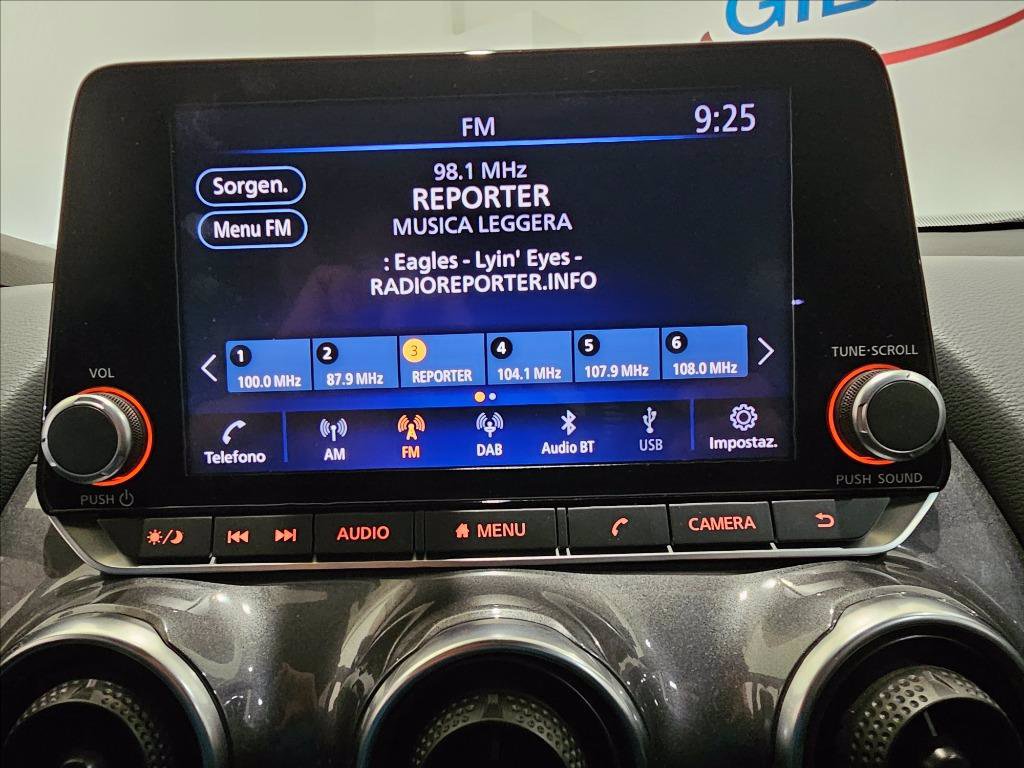 FM
9:25
98.1 MHz
Sorgen.
REPORTER
Menu FM
MUSICA LEGGERA
: Eagles - Lyin' Eyes -
RADIOREPORTER.INFO
1 2 3 4 5 6
100.0 MHz 87.9 MHz REPORTER 104.1 MHz 107.9 MHz 108.0 MHz
Telefono AM FM DAB Audio BT USB Impostaz.
VOL
PUSH
TUNE·SCROLL
PUSH SOUND
AUDIO MENU CAMERA